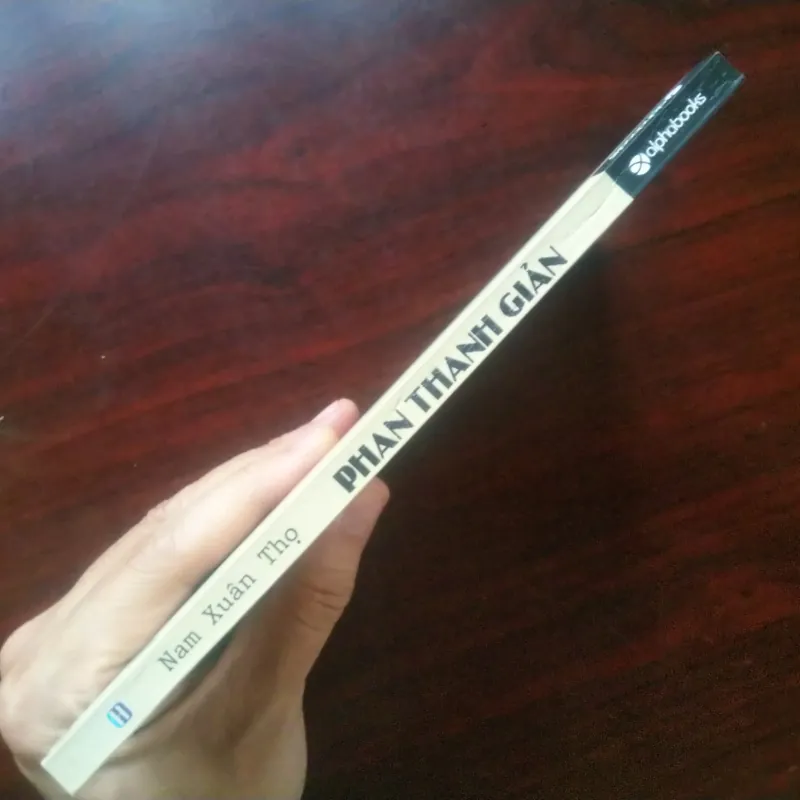 Nam Xuân Thọ
PHAN THANH GIẢN
alphabooks